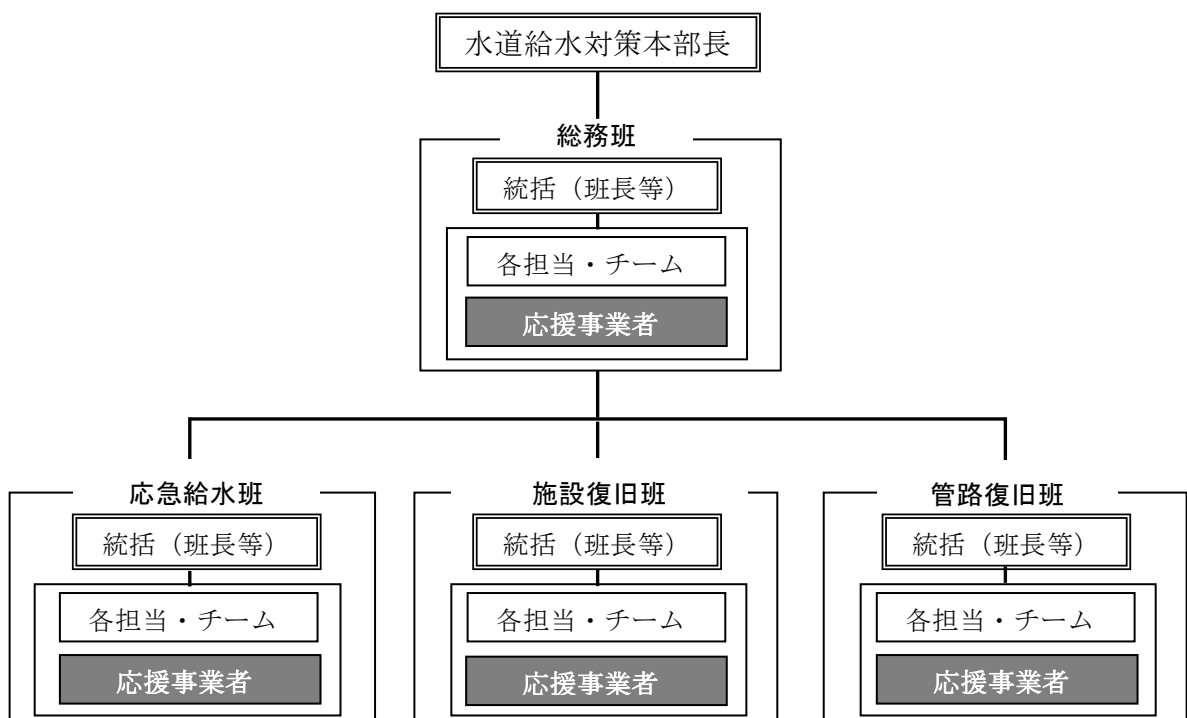 水道給水対策本部長
総務班
統括（班長等）
各担当・チーム
応援事業者
応急給水班
統括（班長等）
各担当・チーム
応援事業者
施設復旧班
統括（班長等）
各担当・チーム
応援事業者
管路復旧班
統括（班長等）
各担当・チーム
応援事業者